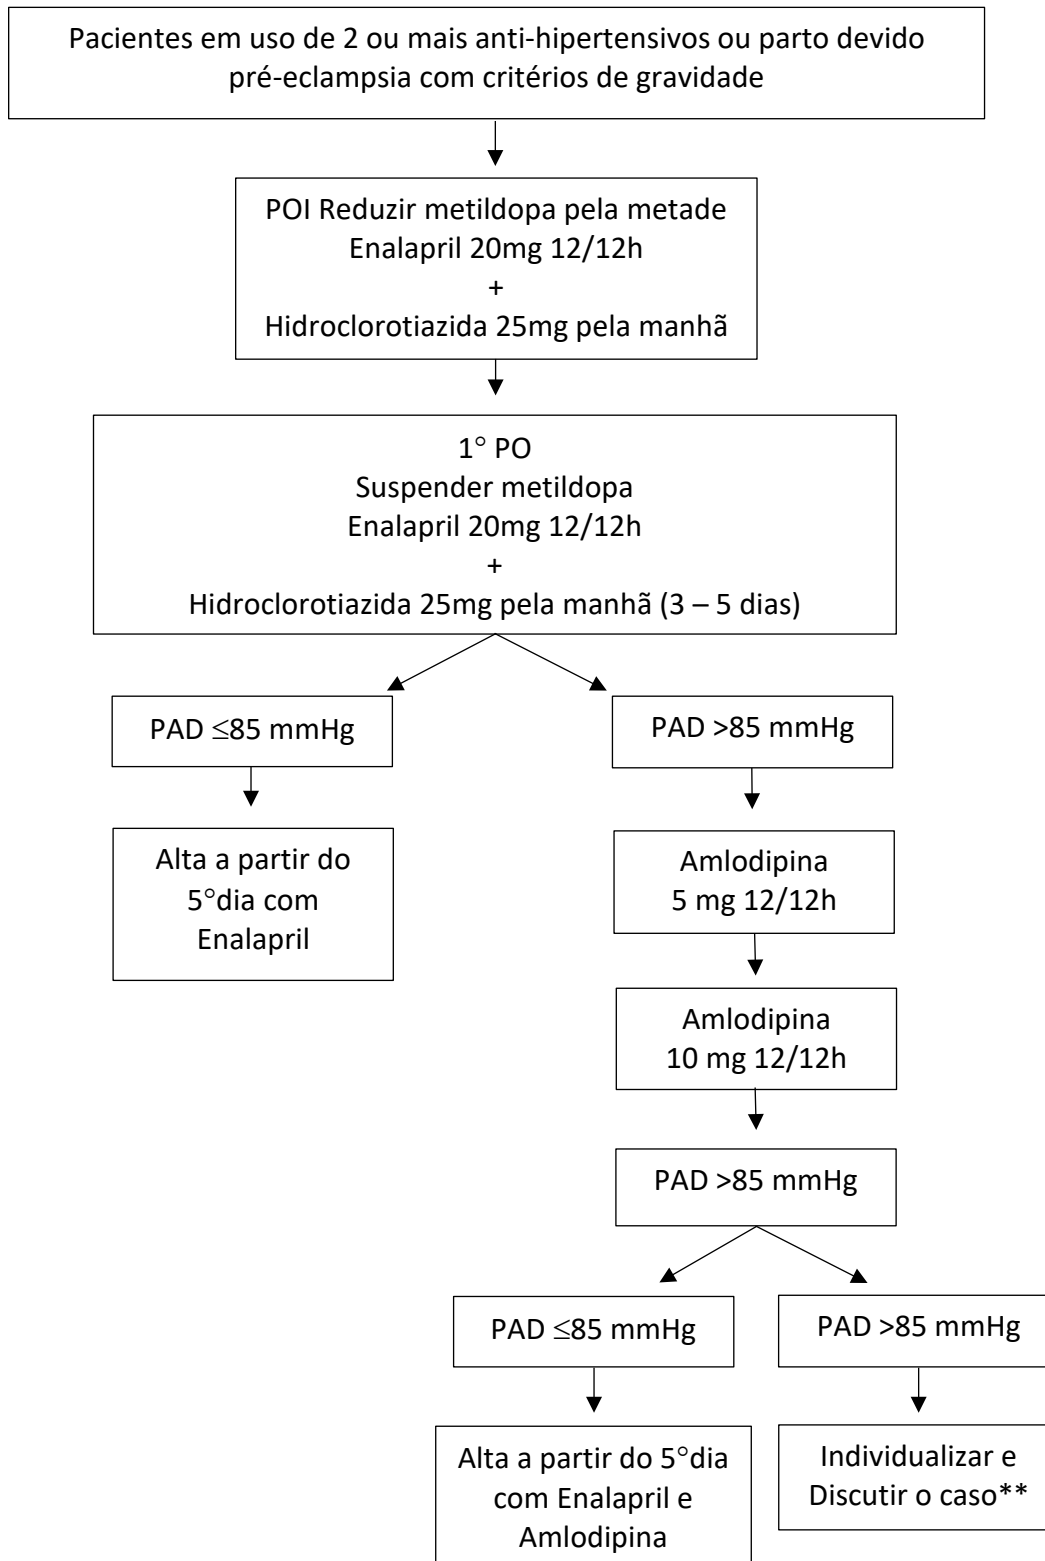 Pacientes em uso de 2 ou mais anti-hipertensivos ou parto devido
pré-eclampsia com critérios de gravidade
POI Reduzir metildopa pela metade
Enalapril 20mg 12/12h
+
Hidroclorotiazida 25mg pela manhã
1° PO
Suspender metildopa
Enalapril 20mg 12/12h
+
Hidroclorotiazida 25mg pela manhã (3 – 5 dias)
PAD ≤85 mmHg
PAD >85 mmHg
Alta a partir do
5°dia com
Enalapril
Amlodipina
5 mg 12/12h
Amlodipina
10 mg 12/12h
PAD >85 mmHg
PAD ≤85 mmHg
PAD >85 mmHg
Alta a partir do 5°dia
com Enalapril e
Amlodipina
Individualizar e
Discutir o caso**